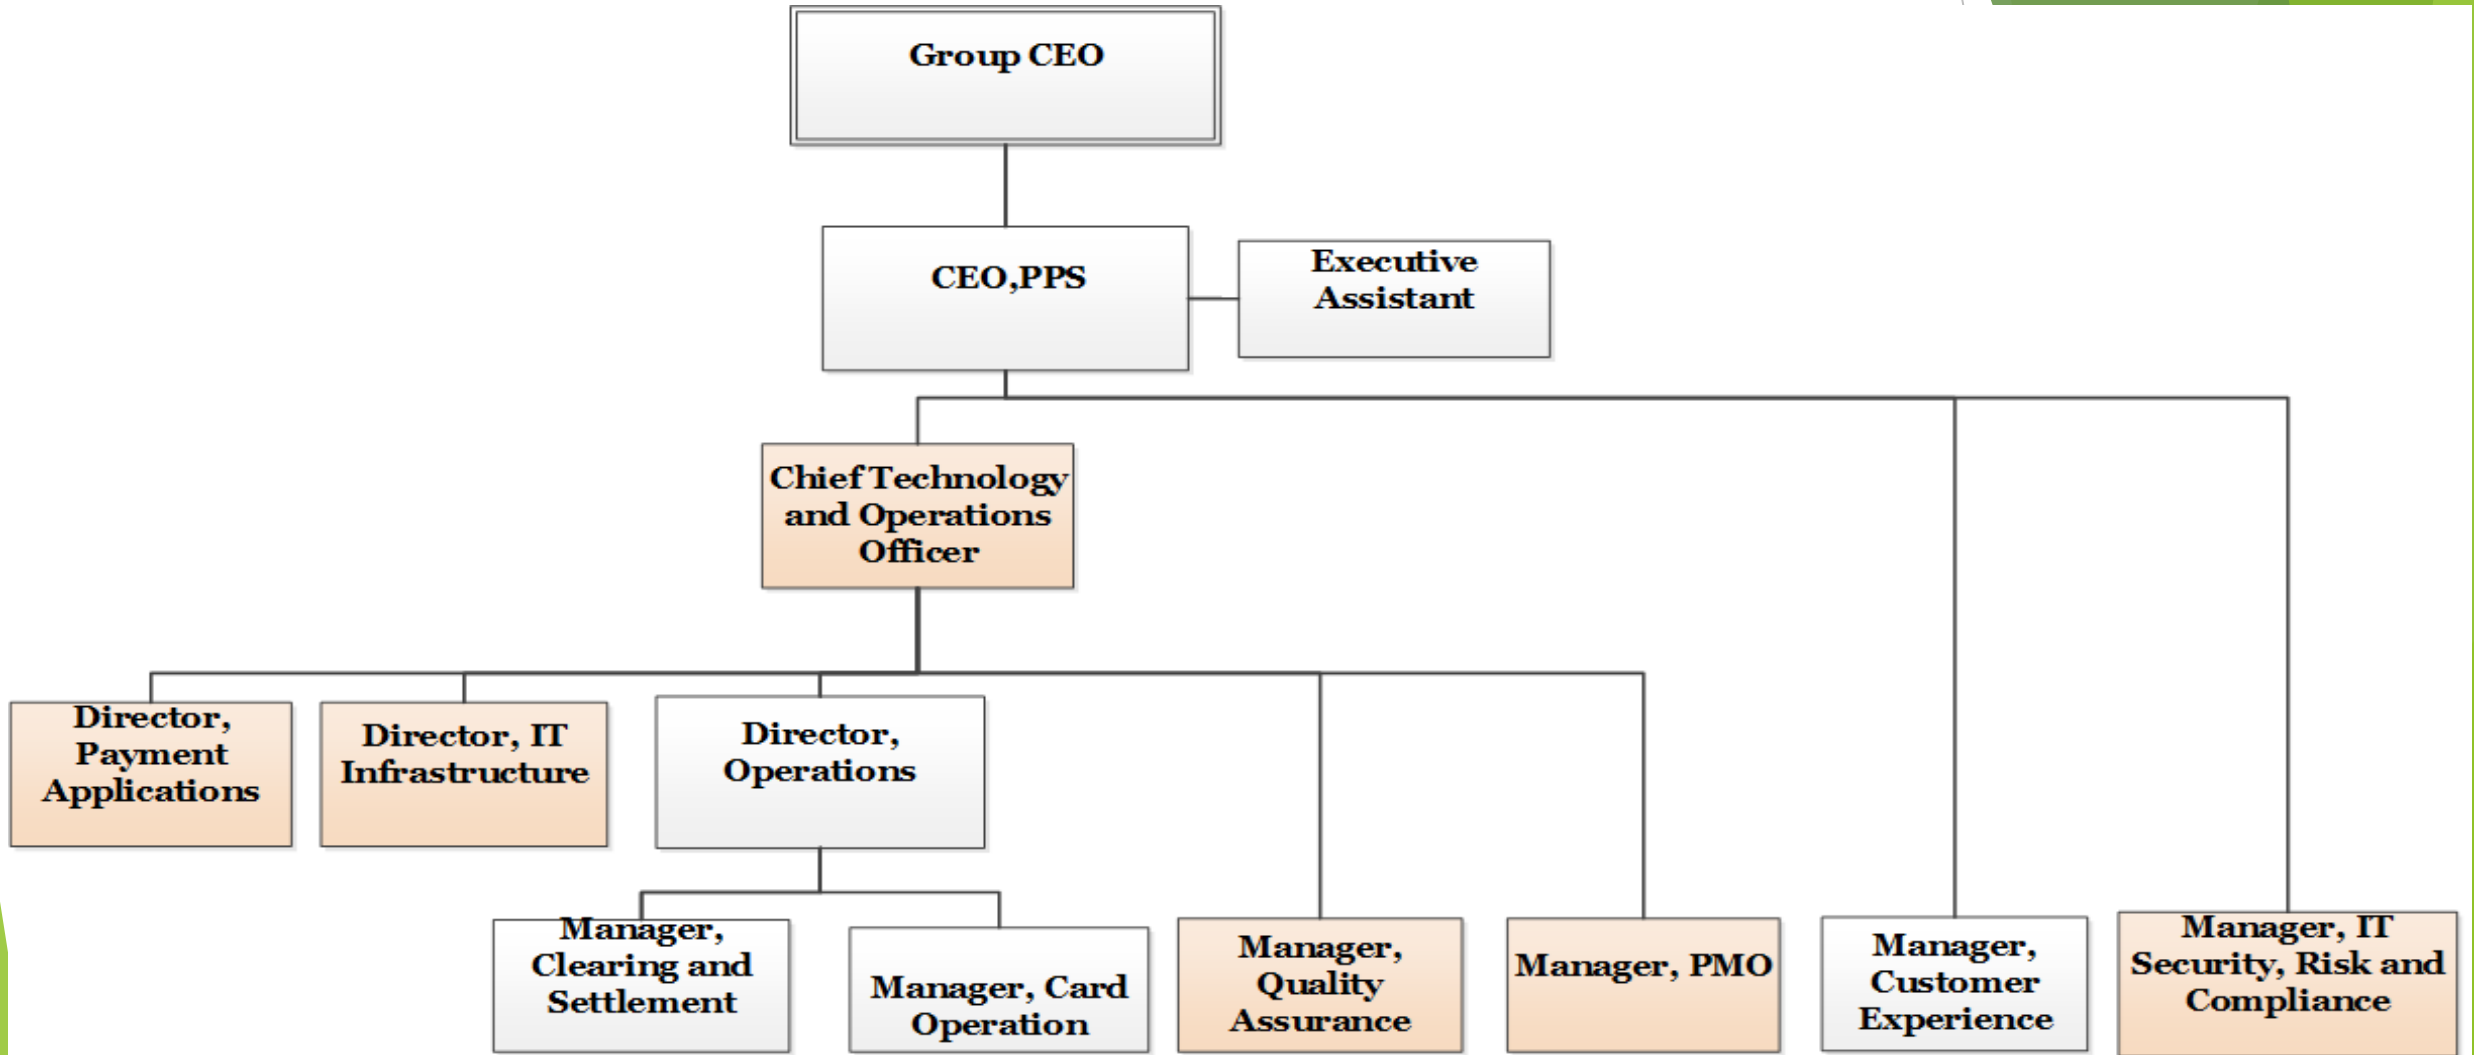 Group CEO
CEO,PPS
Executive
Assistant
Chief Technology
and Operations
Officer
Director,
Payment
Applications
Director, IT
Infrastructure
Director,
Operations
Manager,
Clearing and
Settlement
Manager, Card
Operation
Manager,
Quality
Assurance
Manager, PMO
Manager,
Customer
Experience
Manager, IT
Security, Risk and
Compliance